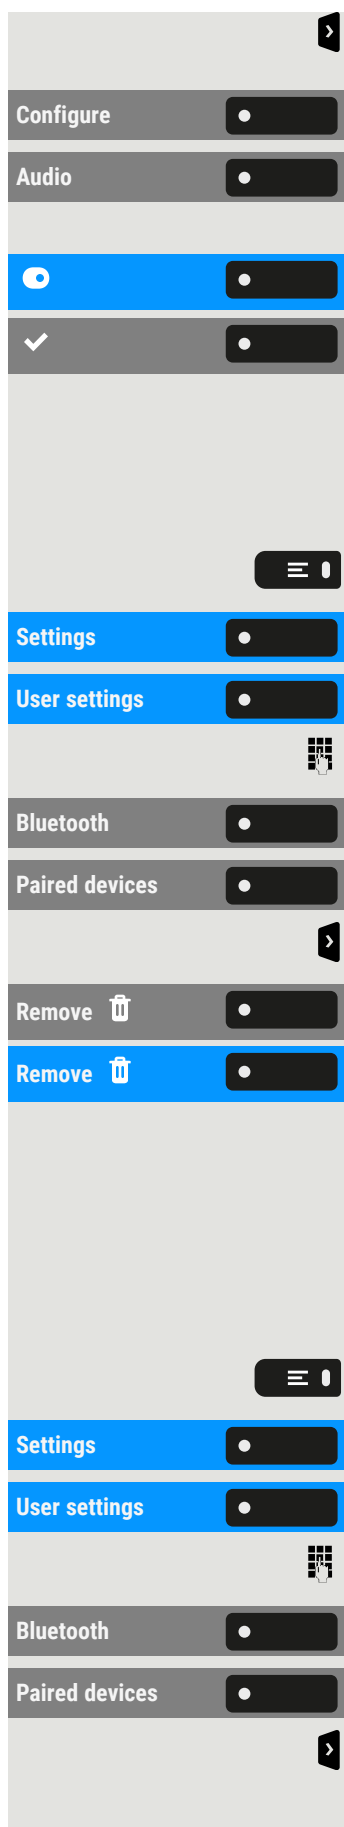 Configure
Audio
Settings
User settings
Bluetooth
Paired devices
Remove
Remove
Settings
User settings
Bluetooth
Paired devices